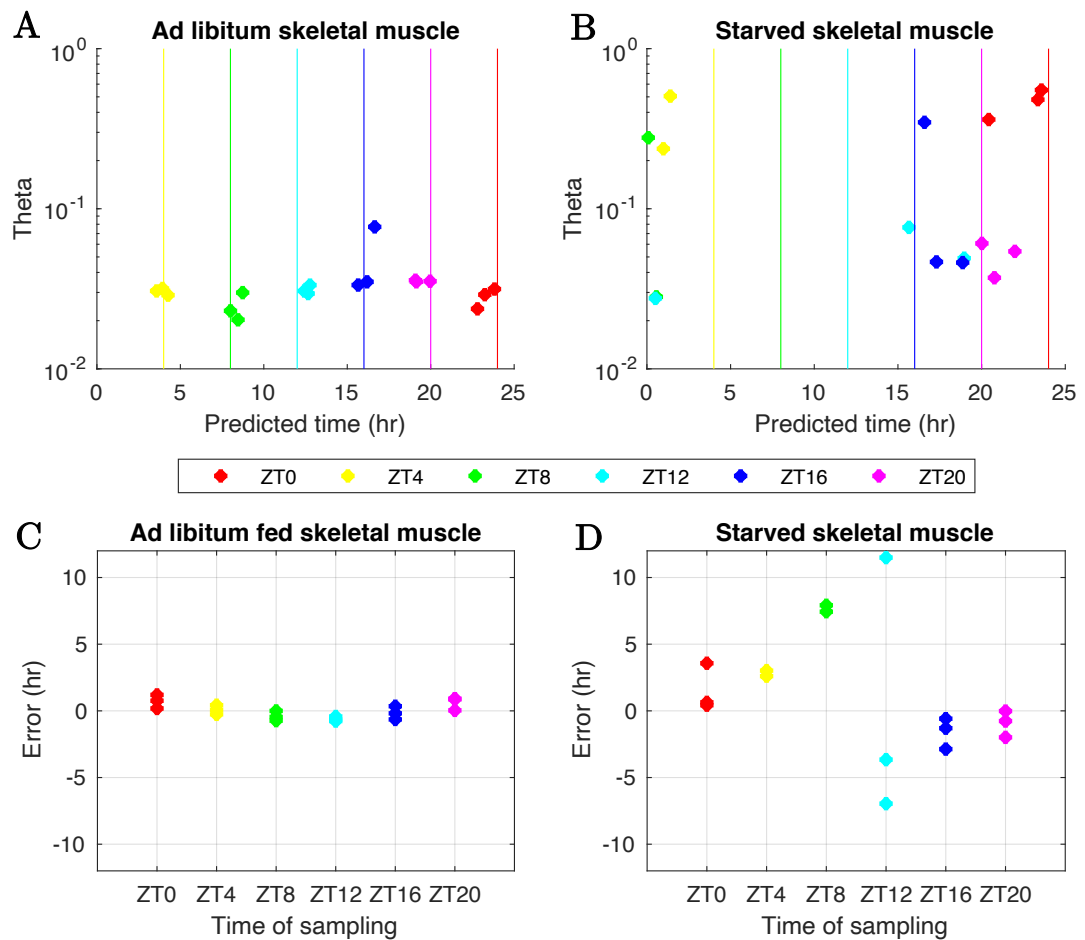 A
Ad libitum skeletal muscle
10^0
10^-1
10^-2
Theta
0 5 10 15 20 25
Predicted time (hr)
B
Starved skeletal muscle
10^0
10^-1
10^-2
Theta
0 5 10 15 20 25
Predicted time (hr)
ZT0 ZT4 ZT8 ZT12 ZT16 ZT20
C
Ad libitum fed skeletal muscle
10
5
0
-5
-10
Error (hr)
ZT0 ZT4 ZT8 ZT12 ZT16 ZT20
Time of sampling
D
Starved skeletal muscle
10
5
0
-5
-10
Error (hr)
ZT0 ZT4 ZT8 ZT12 ZT16 ZT20
Time of sampling